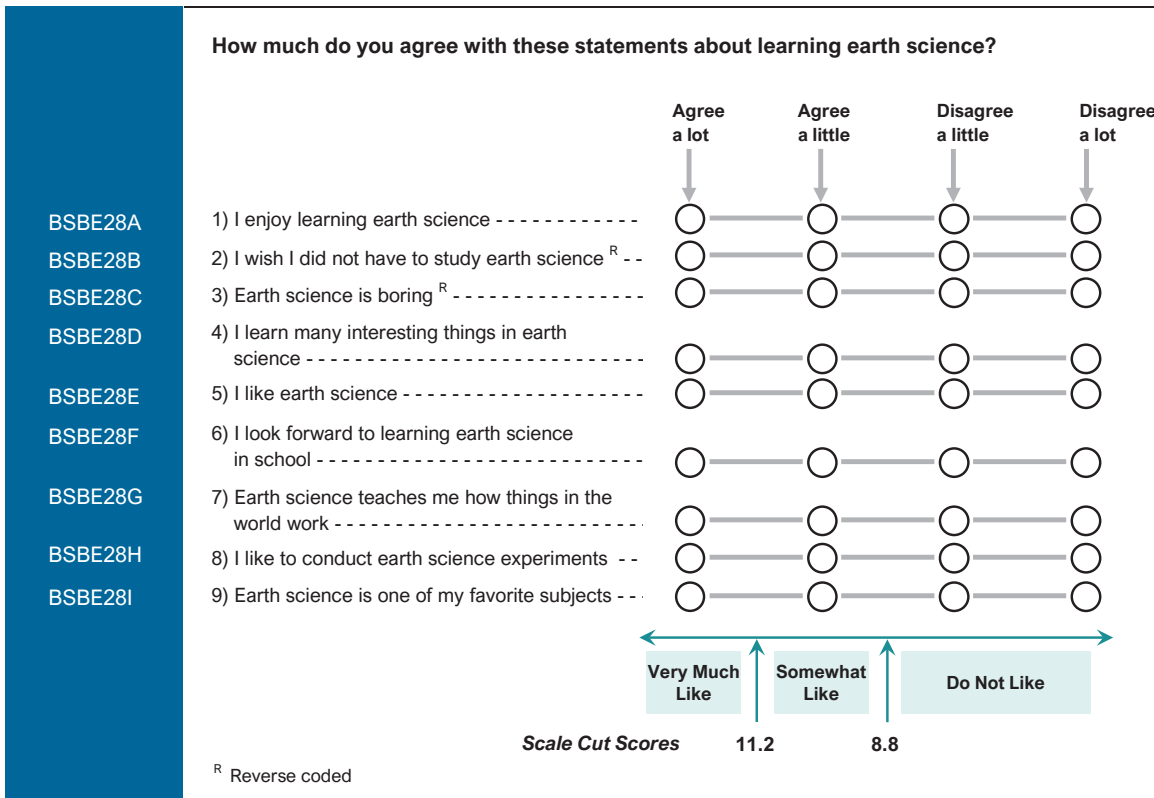 How much do you agree with these statements about learning earth science?
Agree a lot
Agree a little
Disagree a little
Disagree a lot
BSBE28A 1) I enjoy learning earth science - - - - - - - - - - - -
BSBE28B 2) I wish I did not have to study earth science R - -
BSBE28C 3) Earth science is boring R - - - - - - - - - - - - - - - -
BSBE28D 4) I learn many interesting things in earth
science - - - - - - - - - - - - - - - - - - - - - - - - - - - -
BSBE28E 5) I like earth science - - - - - - - - - - - - - - - - - - - -
BSBE28F 6) I look forward to learning earth science
in school - - - - - - - - - - - - - - - - - - - - - - - - - - -
BSBE28G 7) Earth science teaches me how things in the
world work - - - - - - - - - - - - - - - - - - - - - - - - - -
BSBE28H 8) I like to conduct earth science experiments - -
BSBE28I 9) Earth science is one of my favorite subjects - - -
Very Much Like
Somewhat Like
Do Not Like
Scale Cut Scores 11.2 8.8
R Reverse coded